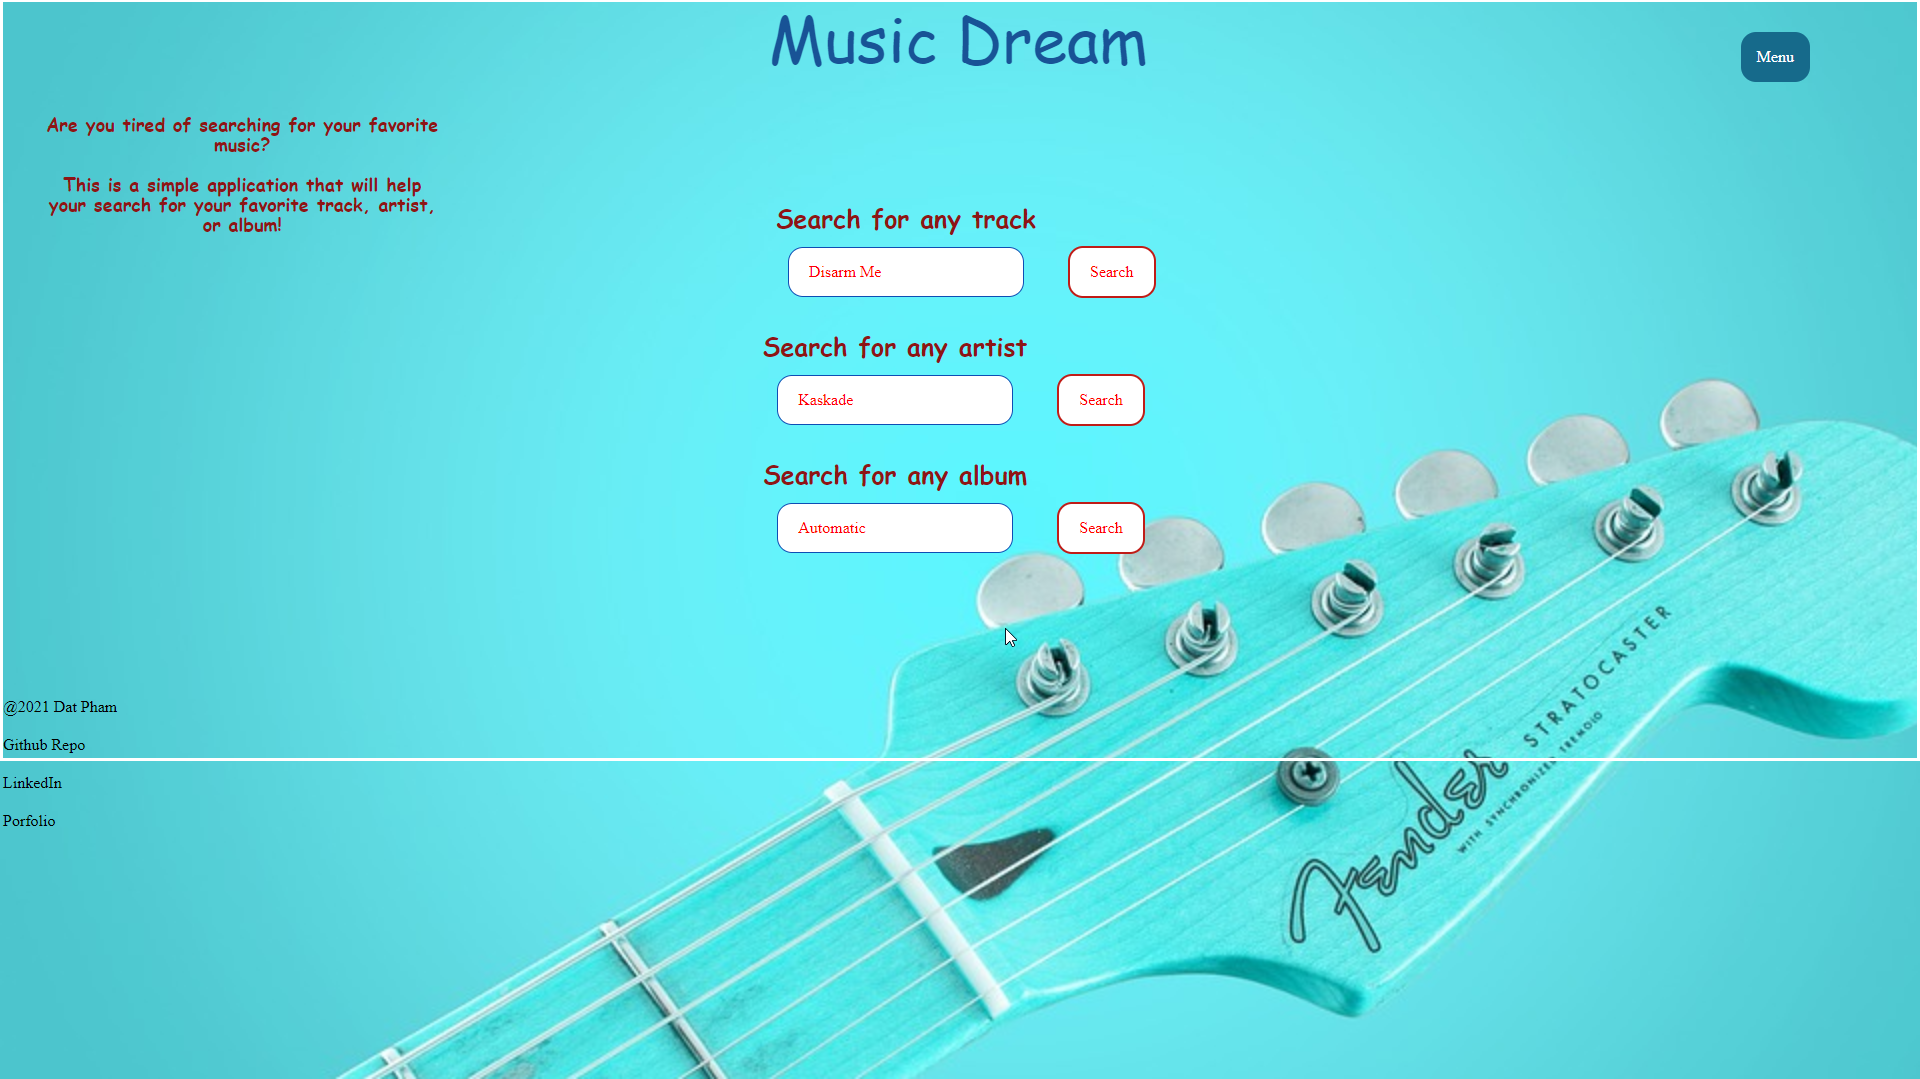 Music Dream
Menu
Are you tired of searching for your favorite
music?
This is a simple application that will help
your search for your favorite track, artist,
or album!
Search for any track
Disarm Me
Search
Search for any artist
Kaskade
Search
Search for any album
Automatic
Search
@2021 Dat Pham
Github Repo
LinkedIn
Porfolio
Fender
STRATOCASTER
WITH SYNCHRONIZED TREMOLO